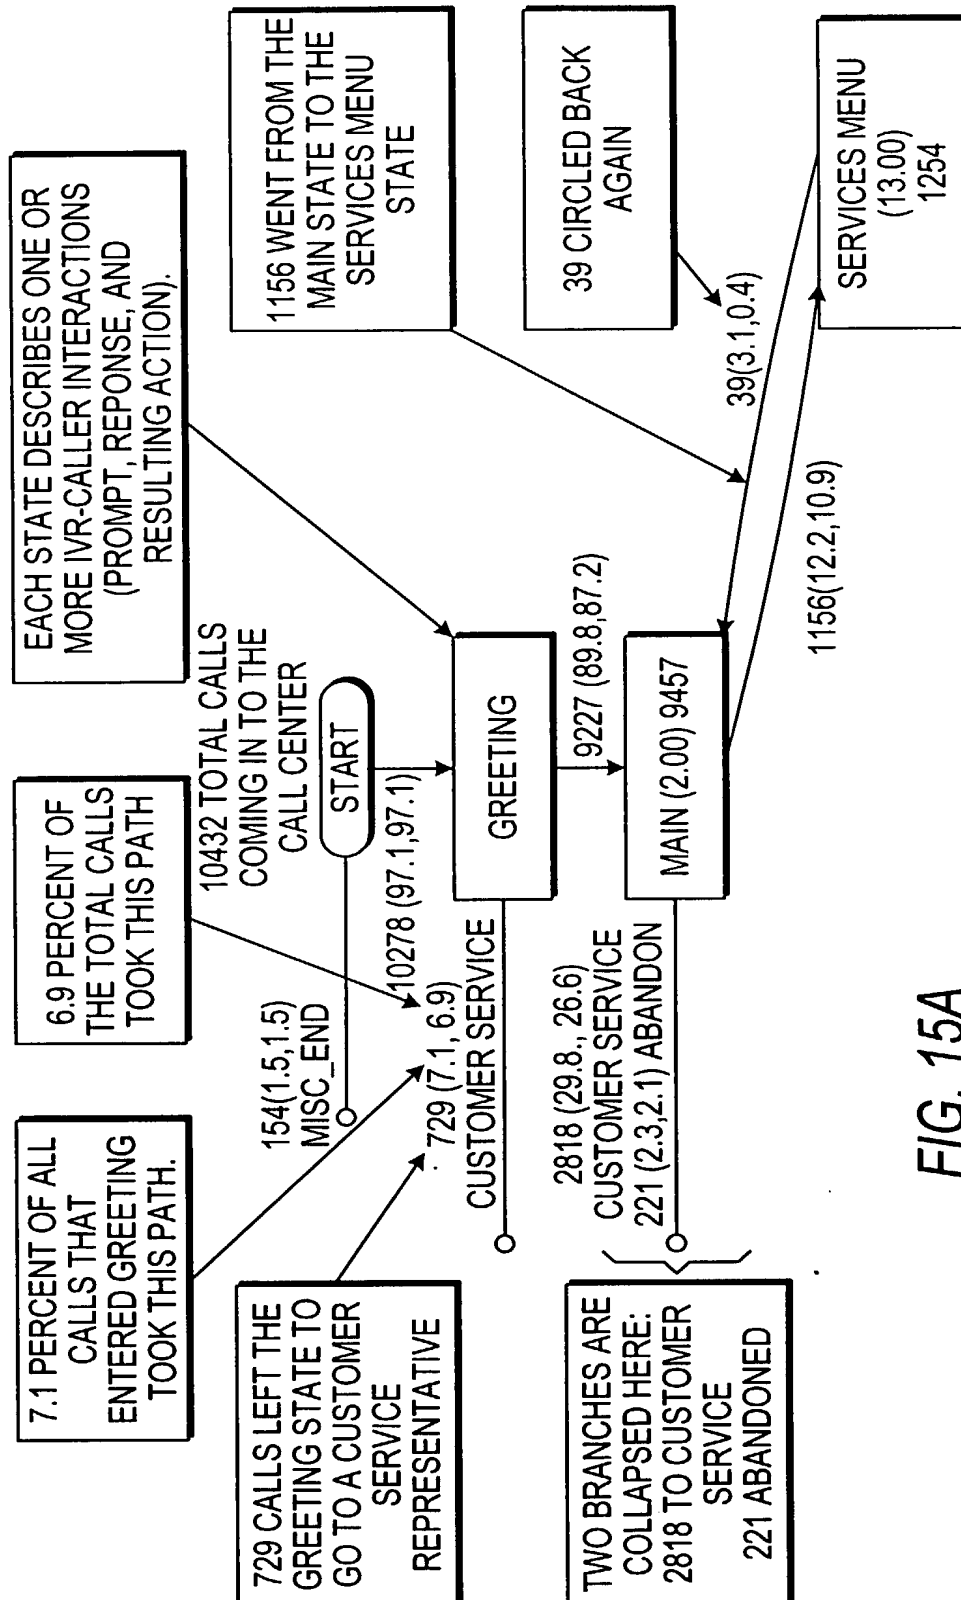 7.1 PERCENT OF ALL
CALLS THAT
ENTERED GREETING
TOOK THIS PATH.
6.9 PERCENT OF
THE TOTAL CALLS
TOOK THIS PATH
EACH STATE DESCRIBES ONE OR
MORE IVR-CALLER INTERACTIONS
(PROMPT, REPONSE, AND
RESULTING ACTION).
10432 TOTAL CALLS
COMING IN TO THE
CALL CENTER
START
154(1.5,1.5)
MISC_END
10278 (97.1,97.1)
729 CALLS LEFT THE
GREETING STATE TO
GO TO A CUSTOMER
SERVICE
REPRESENTATIVE
729 (7.1, 6.9)
CUSTOMER SERVICE
GREETING
1156 WENT FROM THE
MAIN STATE TO THE
SERVICES MENU
STATE
9227 (89.8,87.2)
39 CIRCLED BACK
AGAIN
TWO BRANCHES ARE
COLLAPSED HERE:
2818 TO CUSTOMER
SERVICE
221 ABANDONED
2818 (29.8., 26.6)
CUSTOMER SERVICE
221 (2.3,2.1) ABANDON
MAIN (2.00) 9457
39(3.1,0.4)
1156(12.2,10.9)
SERVICES MENU
(13.00)
1254
FIG. 15A